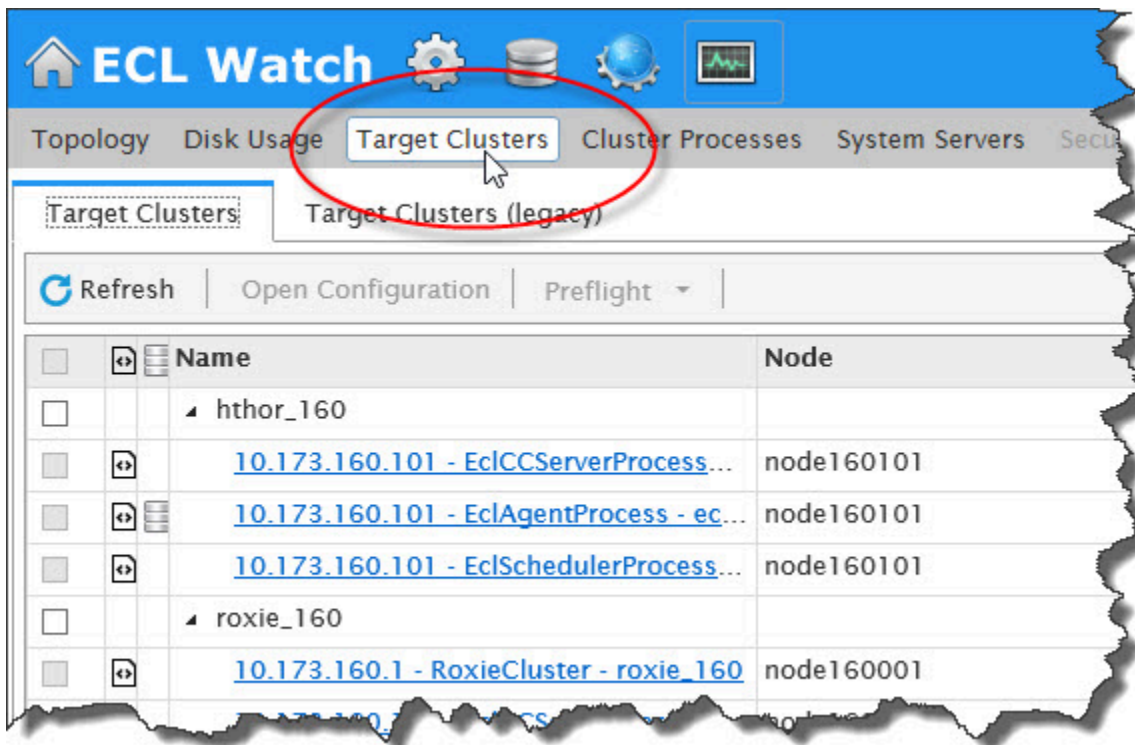 ECL Watch
Topology Disk Usage Target Clusters Cluster Processes System Servers Secu
Target Clusters Target Clusters (legacy)
Refresh Open Configuration Preflight
Name Node
hthor_160
10.173.160.101 - EclCCServerProcess... node160101
10.173.160.101 - EclAgentProcess - ec... node160101
10.173.160.101 - EclSchedulerProcess... node160101
roxie_160
10.173.160.1 - RoxieCluster - roxie_160 node160001